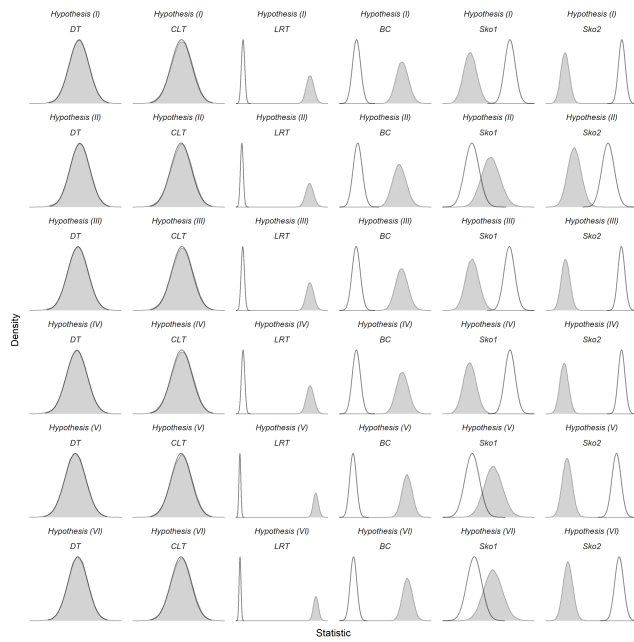 Hypothesis (I) Hypothesis (I) Hypothesis (I) Hypothesis (I) Hypothesis (I) Hypothesis (I)
DT CLT LRT BC Sko1 Sko2
Hypothesis (II) Hypothesis (II) Hypothesis (II) Hypothesis (II) Hypothesis (II) Hypothesis (II)
DT CLT LRT BC Sko1 Sko2
Hypothesis (III) Hypothesis (III) Hypothesis (III) Hypothesis (III) Hypothesis (III) Hypothesis (III)
DT CLT LRT BC Sko1 Sko2
Density
Hypothesis (IV) Hypothesis (IV) Hypothesis (IV) Hypothesis (IV) Hypothesis (IV) Hypothesis (IV)
DT CLT LRT BC Sko1 Sko2
Hypothesis (V) Hypothesis (V) Hypothesis (V) Hypothesis (V) Hypothesis (V) Hypothesis (V)
DT CLT LRT BC Sko1 Sko2
Hypothesis (VI) Hypothesis (VI) Hypothesis (VI) Hypothesis (VI) Hypothesis (VI) Hypothesis (VI)
DT CLT LRT BC Sko1 Sko2
Statistic